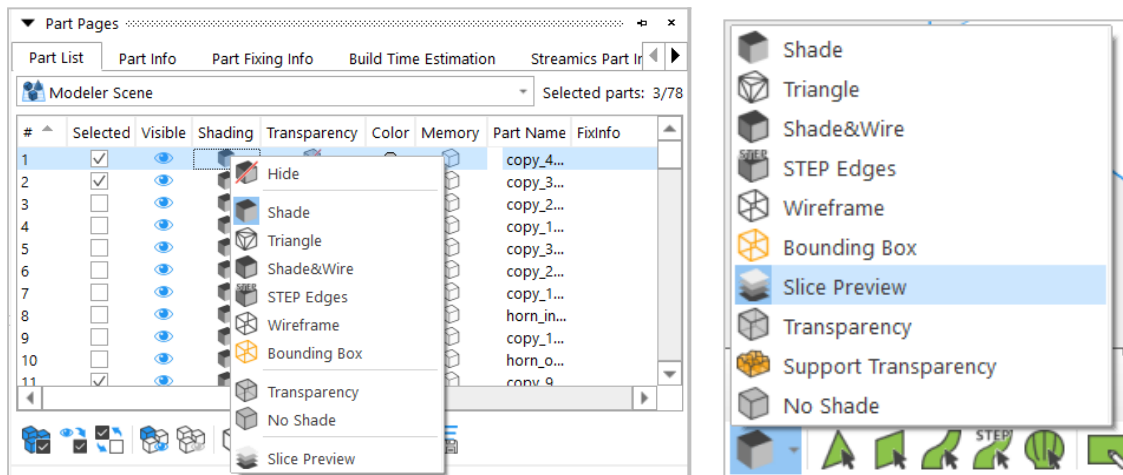 Part Pages
Part List Part Info Part Fixing Info Build Time Estimation Streamics Part Ir
Modeler Scene Selected parts: 3/78
# Selected Visible Shading Transparency Color Memory Part Name FixInfo
1 copy_4...
2 copy_3...
3 copy_2...
4 copy_1...
5 copy_3...
6 copy_2...
7 copy_1...
8 horn_in...
9 copy_1...
10 horn_o...
11 copy_9
Hide
Shade
Triangle
Shade&Wire
STEP Edges
Wireframe
Bounding Box
Transparency
No Shade
Slice Preview
Shade
Triangle
Shade&Wire
STEP
STEP Edges
Wireframe
Bounding Box
Slice Preview
Transparency
Support Transparency
No Shade
STEP